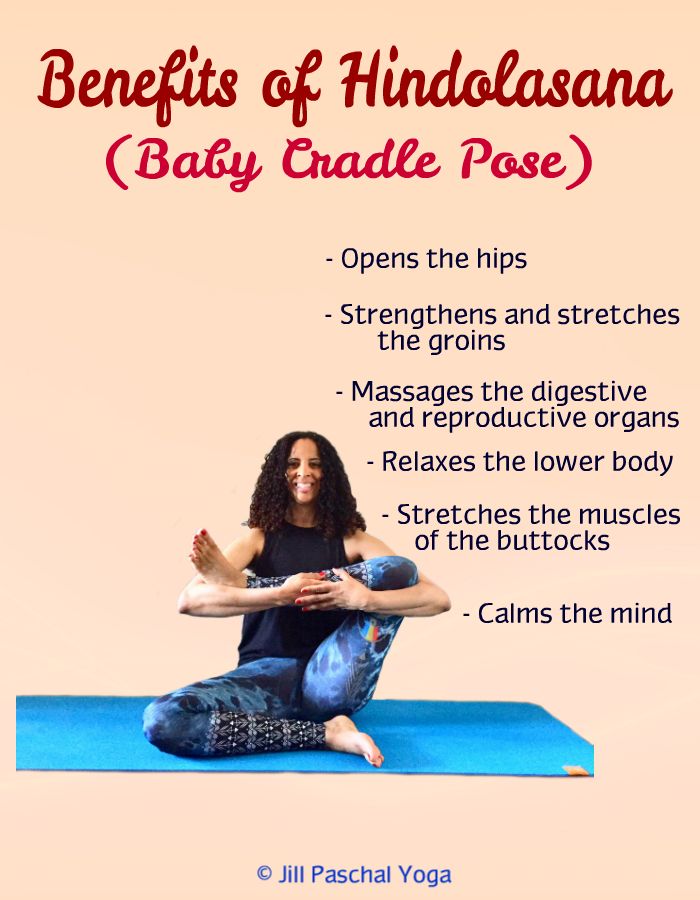 Benefits of Hindolasana
(Baby Cradle Pose)
- Opens the hips
- Strengthens and stretches
the groins
- Massages the digestive
and reproductive organs
- Relaxes the lower body
- Stretches the muscles
of the buttocks
- Calms the mind
© Jill Paschal Yoga